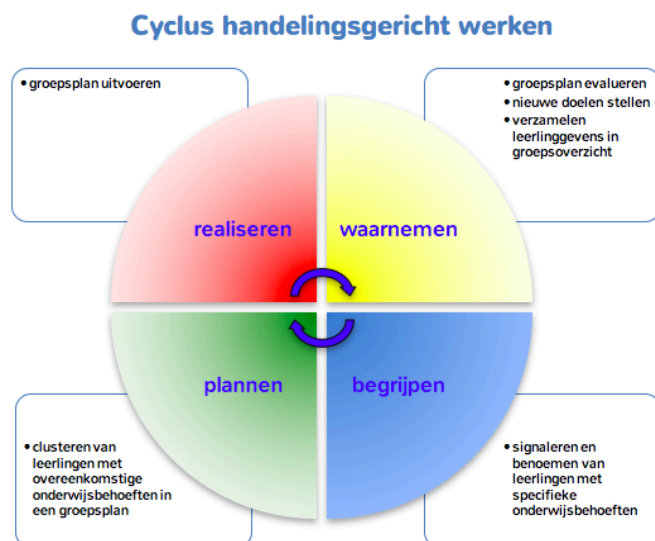 Cyclus handelingsgericht werken
• groepsplan uitvoeren
• groepsplan evalueren
• nieuwe doelen stellen
• verzamelen
leerlinggevens in
groepsoverzicht
realiseren
waarnemen
plannen
begrijpen
• clusteren van
leerlingen met
overeenkomstige
onderwijsbehoeften in
een groepsplan
• signaleren en
benoemen van
leerlingen met
specifieke
onderwijsbehoeften